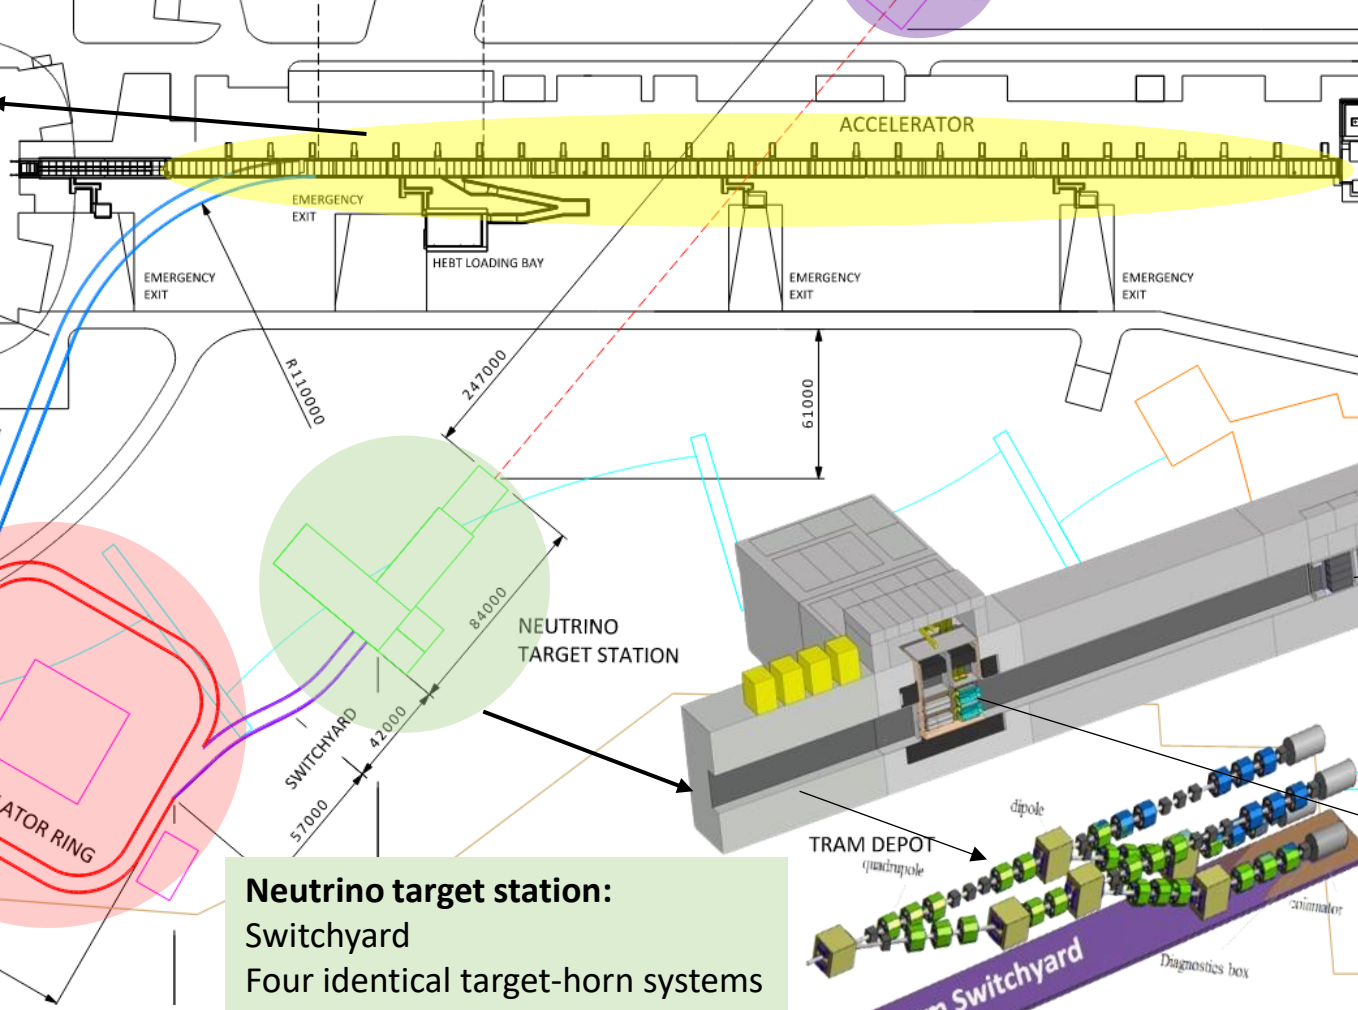 ACCELERATOR
EMERGENCY
EXIT
HEBT LOADING BAY
EMERGENCY
EXIT
EMERGENCY
EXIT
EMERGENCY
EXIT
R110000
247000
61000
84000
NEUTRINO
TARGET STATION
SWITCHYARD
42000
57000
LATOR RING
TRAM DEPOT
dipole
quadrupole
collimator
Diagnostics box
m Switchyard
Neutrino target station:
Switchyard
Four identical target-horn systems